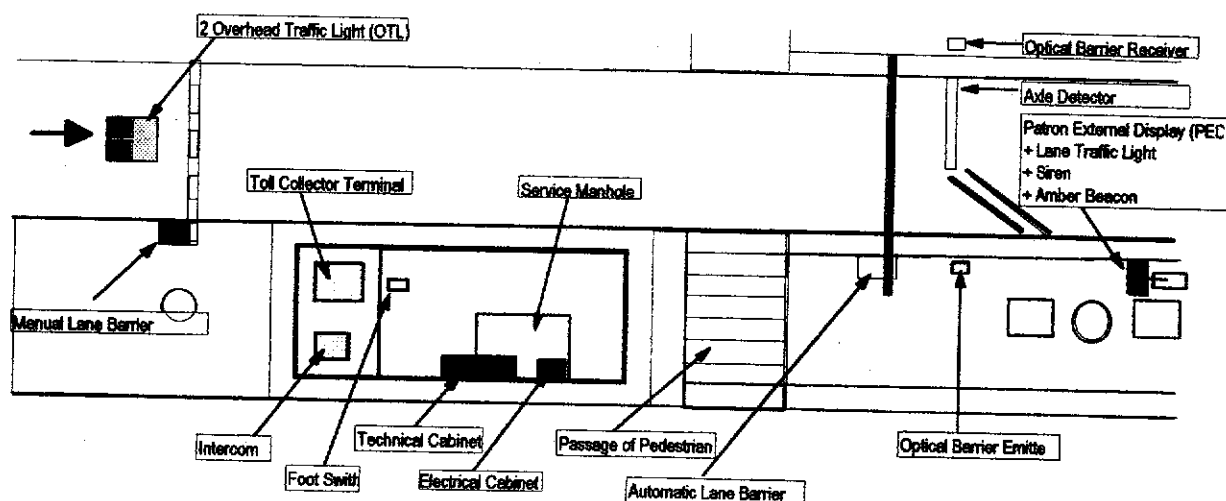 2 Overhead Traffic Light (OTL)
Optical Barrier Receiver
Axle Detector
Patron External Display (PEC
+ Lane Traffic Light
+ Siren
+ Amber Beacon
Toll Collector Terminal
Service Manhole
Manual Lane Barrier
Intercom
Technical Cabinet
Passage of Pedestrian
Optical Barrier Emitte
Foot Swith
Electrical Cabinet
Automatic Lane Barrier